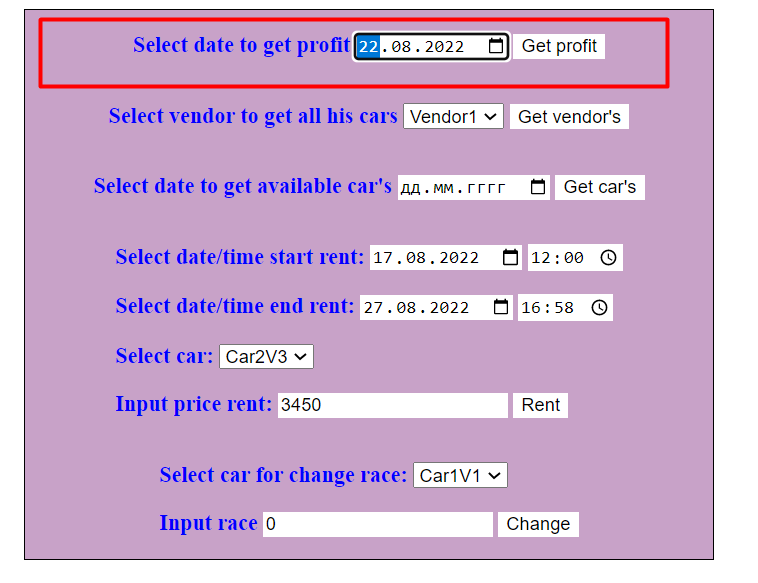 Select date to get profit 22.08.2022 Get profit
Select vendor to get all his cars Vendor1 Get vendor's
Select date to get available car's дд.мм.гггг Get car's
Select date/time start rent: 17.08.2022 12:00
Select date/time end rent: 27.08.2022 16:58
Select car: Car2V3
Input price rent: 3450 Rent
Select car for change race: Car1V1
Input race 0 Change